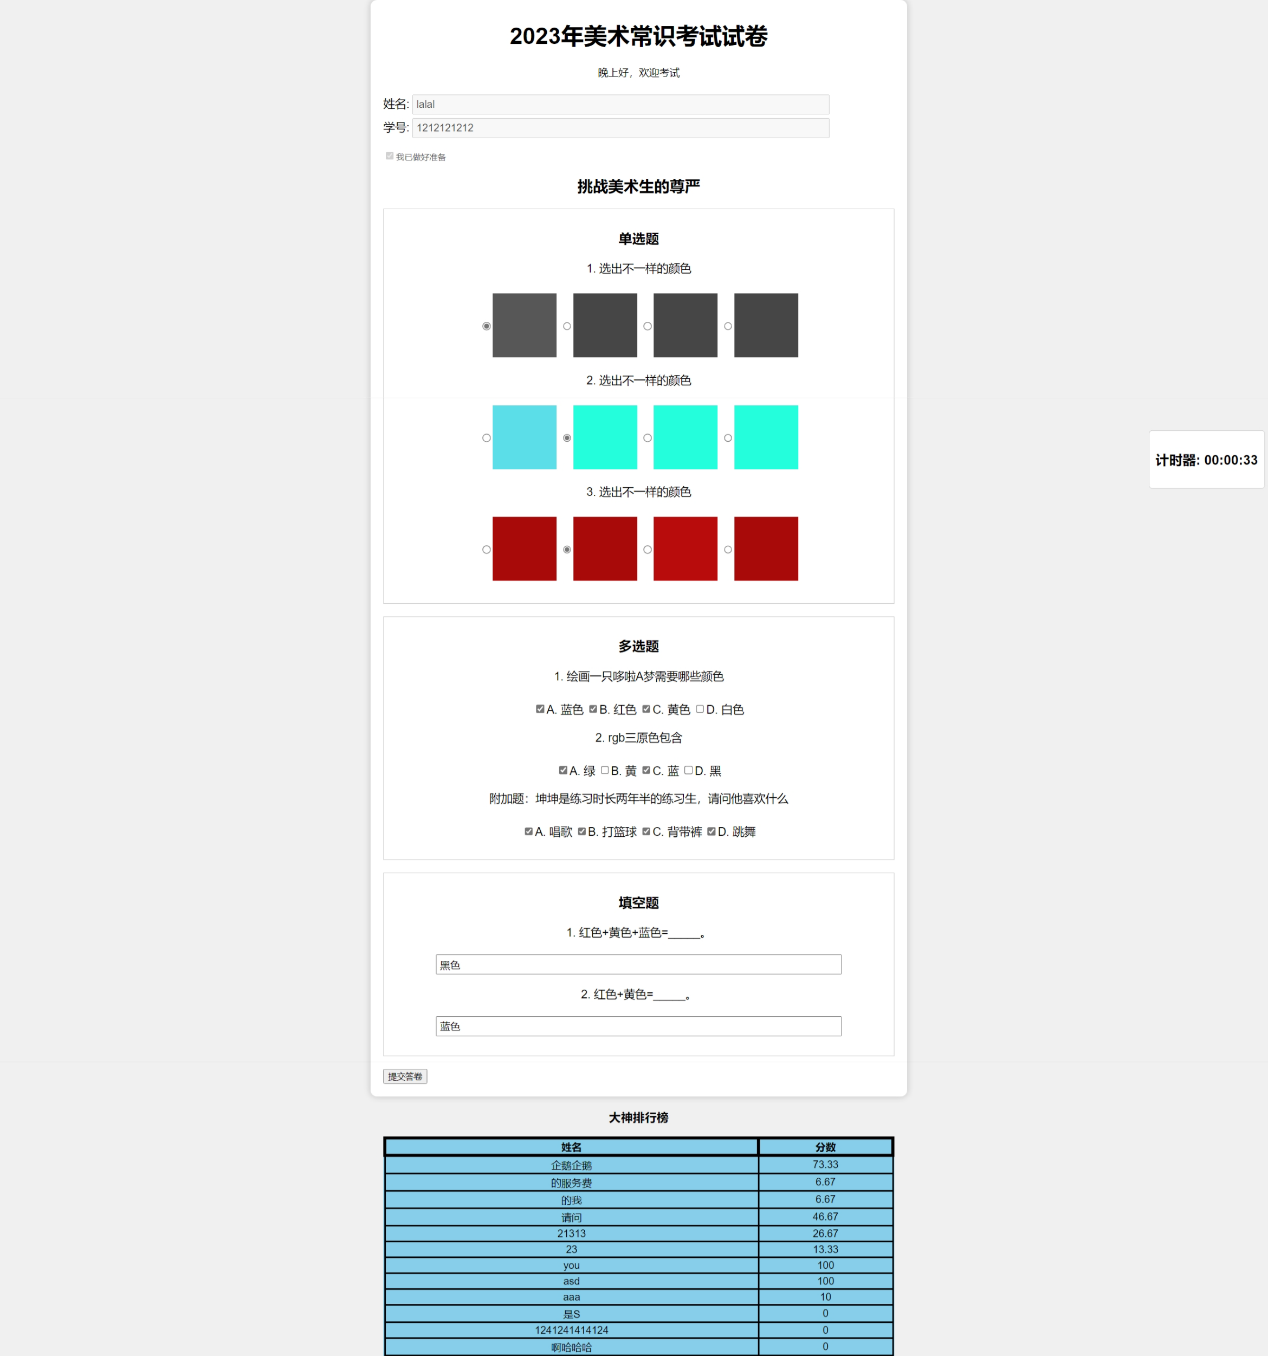 2023年美术常识考试试卷
晚上好，欢迎考试
姓名: lalal
学号: 1212121212
我已做好准备
挑战美术生的尊严
单选题
1. 选出不一样的颜色
2. 选出不一样的颜色
计时器: 00:00:33
3. 选出不一样的颜色
多选题
1. 绘画一只哆啦A梦需要哪些颜色
A. 蓝色 B. 红色 C. 黄色 D. 白色
2. rgb三原色包含
A. 绿 B. 黄 C. 蓝 D. 黑
附加题：坤坤是练习时长两年半的练习生，请问他喜欢什么
A. 唱歌 B. 打篮球 C. 背带裤 D. 跳舞
填空题
1. 红色+黄色+蓝色=_____。
黑色
2. 红色+黄色=_____。
蓝色
提交答卷
大神排行榜
姓名 分数
企鹅企鹅 73.33
的服务费 6.67
的我 6.67
请问 46.67
21313 26.67
23 13.33
you 100
asd 100
aaa 10
是S 0
1241241414124 0
啊哈哈哈 0